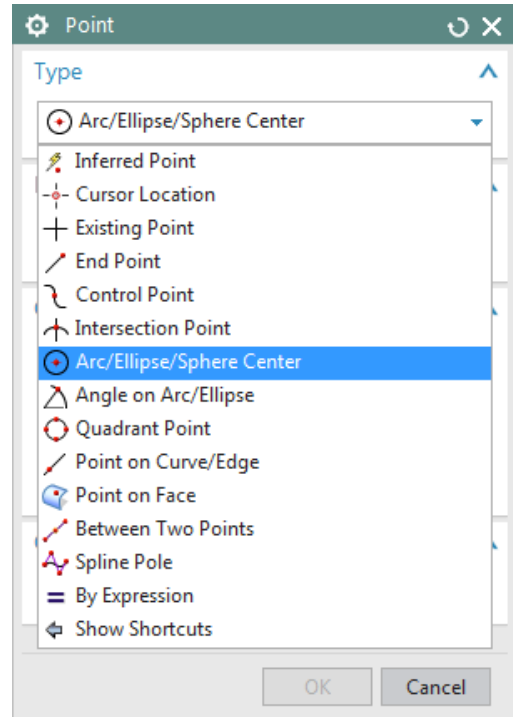 Point
Type
Arc/Ellipse/Sphere Center
Inferred Point
Cursor Location
Existing Point
End Point
Control Point
Intersection Point
Arc/Ellipse/Sphere Center
Angle on Arc/Ellipse
Quadrant Point
Point on Curve/Edge
Point on Face
Between Two Points
Spline Pole
By Expression
Show Shortcuts
OK Cancel